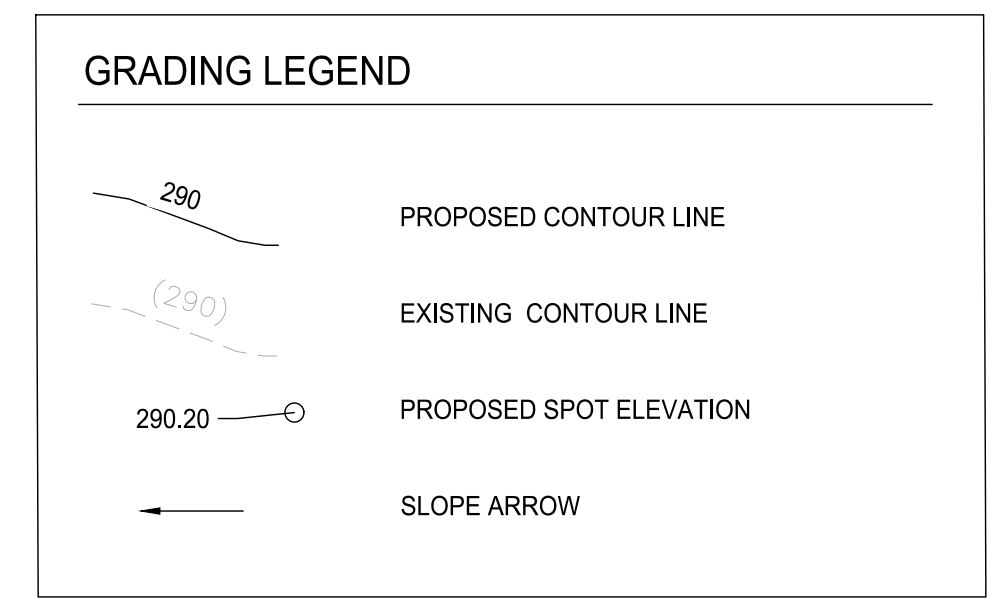 GRADING LEGEND
290
PROPOSED CONTOUR LINE
(290)
EXISTING CONTOUR LINE
290.20
PROPOSED SPOT ELEVATION
SLOPE ARROW